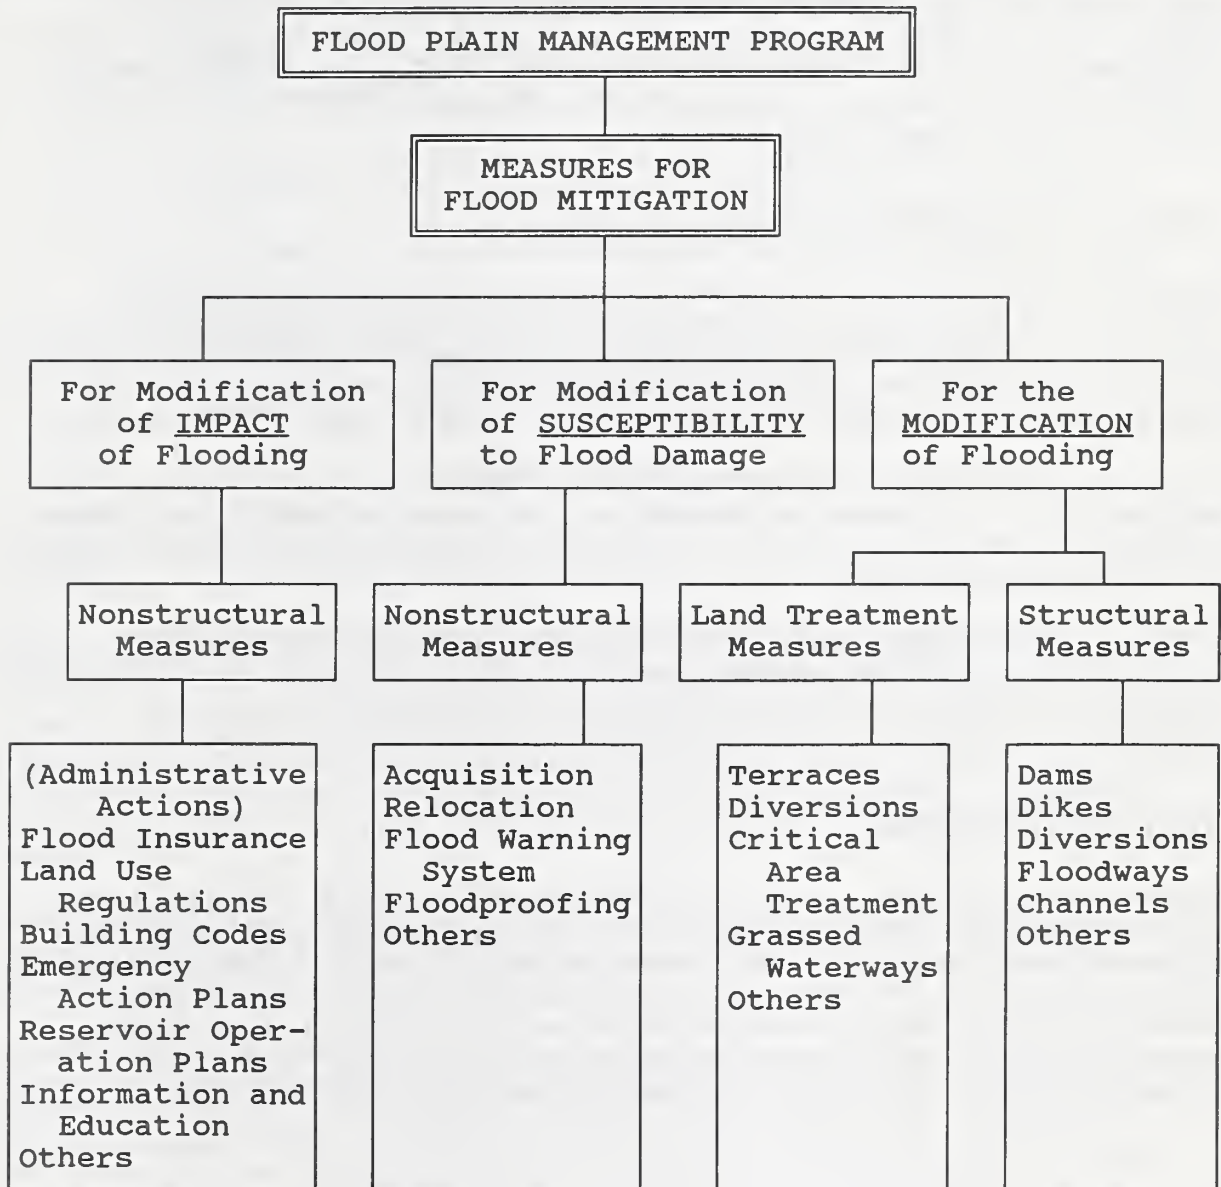 FLOOD PLAIN MANAGEMENT PROGRAM
MEASURES FOR
FLOOD MITIGATION
For Modification
of IMPACT
of Flooding
For Modification
of SUSCEPTIBILITY
to Flood Damage
For the
MODIFICATION
of Flooding
Nonstructural
Measures
Nonstructural
Measures
Land Treatment
Measures
Structural
Measures
(Administrative
Actions)
Flood Insurance
Land Use
Regulations
Building Codes
Emergency
Action Plans
Reservoir Oper-
ation Plans
Information and
Education
Others
Acquisition
Relocation
Flood Warning
System
Floodproofing
Others
Terraces
Diversions
Critical
Area
Treatment
Grassed
Waterways
Others
Dams
Dikes
Diversions
Floodways
Channels
Others